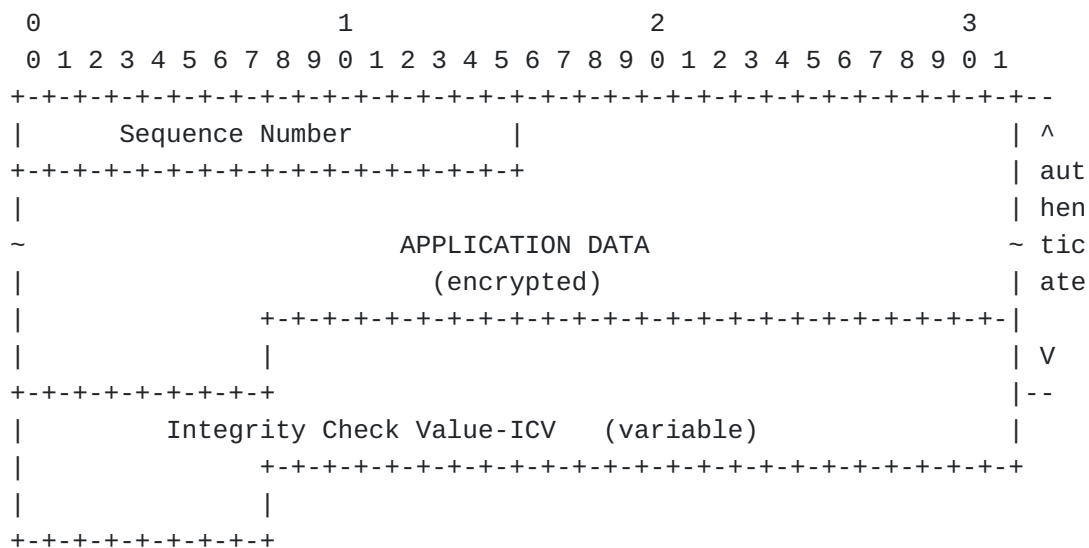 0                   1                   2                   3
 0 1 2 3 4 5 6 7 8 9 0 1 2 3 4 5 6 7 8 9 0 1 2 3 4 5 6 7 8 9 0 1
+-+-+-+-+-+-+-+-+-+-+-+-+-+-+-+-+-+-+-+-+-+-+-+-+-+-+-+-+-+-+-+-+--
|      Sequence Number          |                               | ^
+-+-+-+-+-+-+-+-+-+-+-+-+-+-+-+-+                               | aut
|                                                               | hen
~                        APPLICATION DATA                       ~ tic
|                          (encrypted)                          | ate
|               +-+-+-+-+-+-+-+-+-+-+-+-+-+-+-+-+-+-+-+-+-+-+-+-|
|               |                                               | V
+-+-+-+-+-+-+-+-+                                               |--
|         Integrity Check Value-ICV   (variable)                |
|               +-+-+-+-+-+-+-+-+-+-+-+-+-+-+-+-+-+-+-+-+-+-+-+-+
|               |
+-+-+-+-+-+-+-+-+